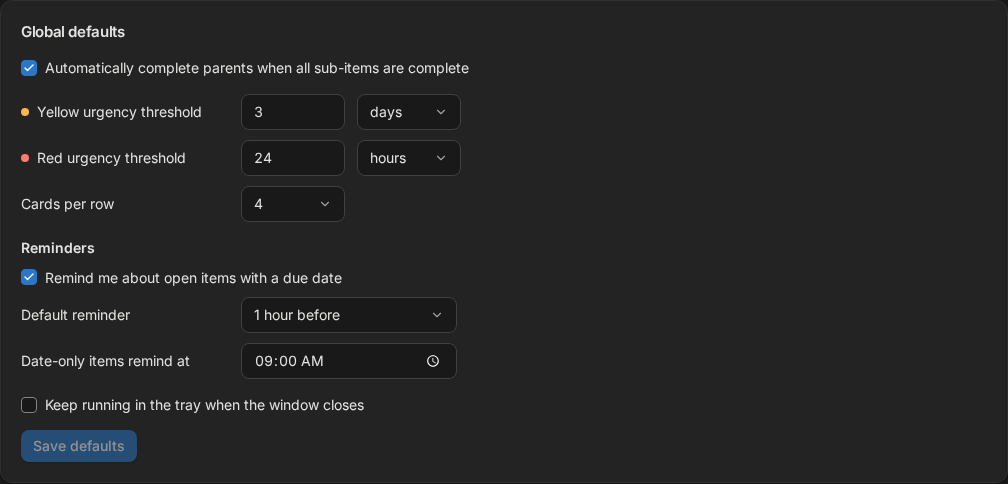 Global defaults
Automatically complete parents when all sub-items are complete
Yellow urgency threshold 3 days
Red urgency threshold 24 hours
Cards per row 4
Reminders
Remind me about open items with a due date
Default reminder 1 hour before
Date-only items remind at 09:00 AM
Keep running in the tray when the window closes
Save defaults